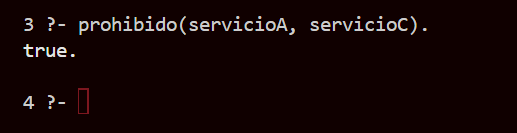 3 ?- prohibido(servicioA, servicioC).
true.
4 ?-